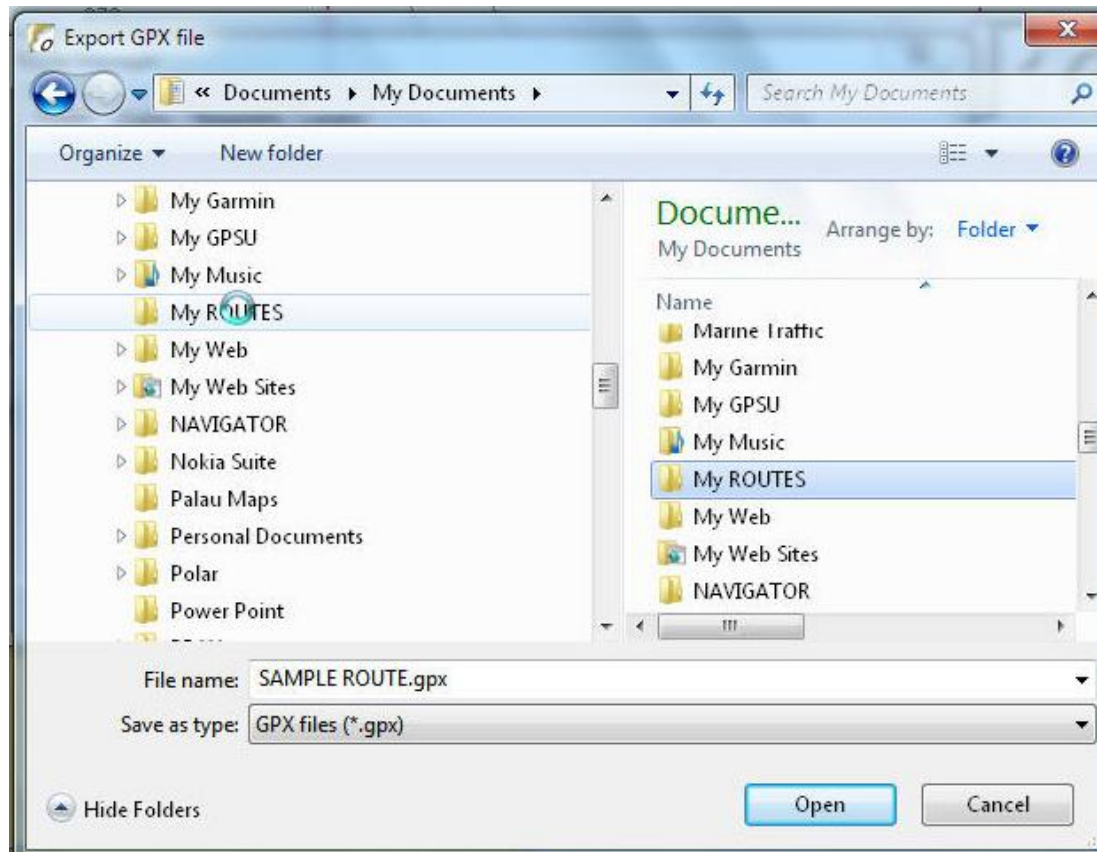 Export GPX file
« Documents My Documents
Search My Documents
Organize New folder
My Garmin
My GPSU
My Music
My ROUTES
My Web
My Web Sites
NAVIGATOR
Nokia Suite
Palau Maps
Personal Documents
Polar
Power Point
Docume...
My Documents
Arrange by: Folder
Name
Marine Traffic
My Garmin
My GPSU
My Music
My ROUTES
My Web
My Web Sites
NAVIGATOR
File name: SAMPLE ROUTE.gpx
Save as type: GPX files (*.gpx)
Hide Folders
Open Cancel